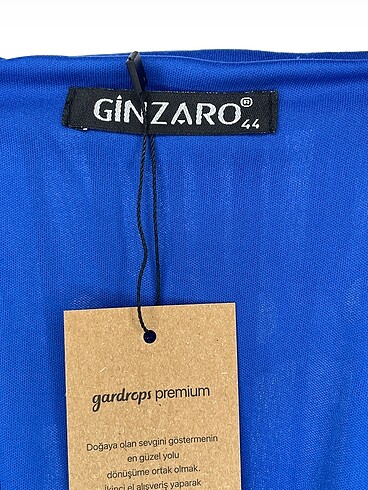 GİNZARO®
44
gardrops premium
Doğaya olan sevgini göstermenin
en güzel yolu
dönüşüme ortak olmak.
İkinci el alışveriş yaparak